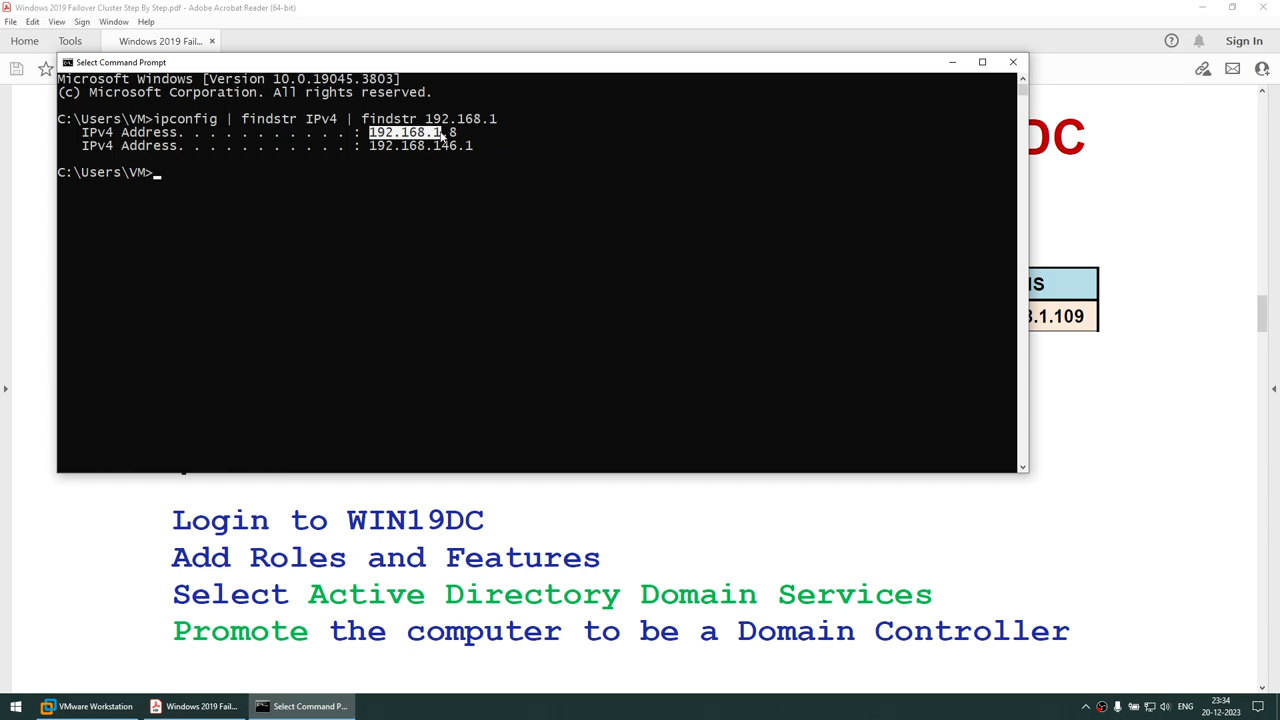 Windows 2019 Failover Cluster Step By Step.pdf - Adobe Acrobat Reader (64-bit)
File Edit View Sign Window Help
Home Tools Windows 2019 Fail... × Sign In
Select Command Prompt
Microsoft Windows [Version 10.0.19045.3803]
(c) Microsoft Corporation. All rights reserved.
C:\Users\VM>ipconfig | findstr IPv4 | findstr 192.168.1
IPv4 Address. . . . . . . . . . . : 192.168.1.8
IPv4 Address. . . . . . . . . . . : 192.168.146.1
C:\Users\VM>
DC
3.1.109
Login to WIN19DC
Add Roles and Features
Select Active Directory Domain Services
Promote the computer to be a Domain Controller
VMware Workstation Windows 2019 Fail... Select Command P... ENG 23:34
20-12-2023